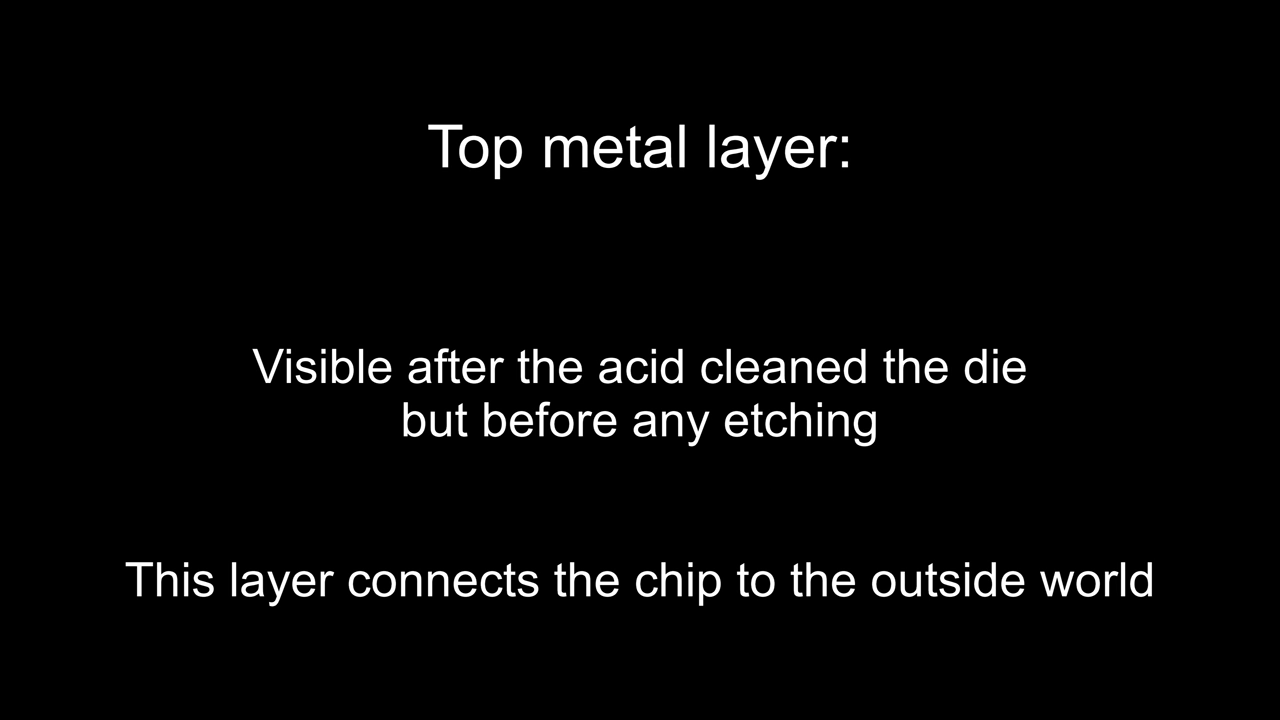 Top metal layer:
Visible after the acid cleaned the die
but before any etching
This layer connects the chip to the outside world